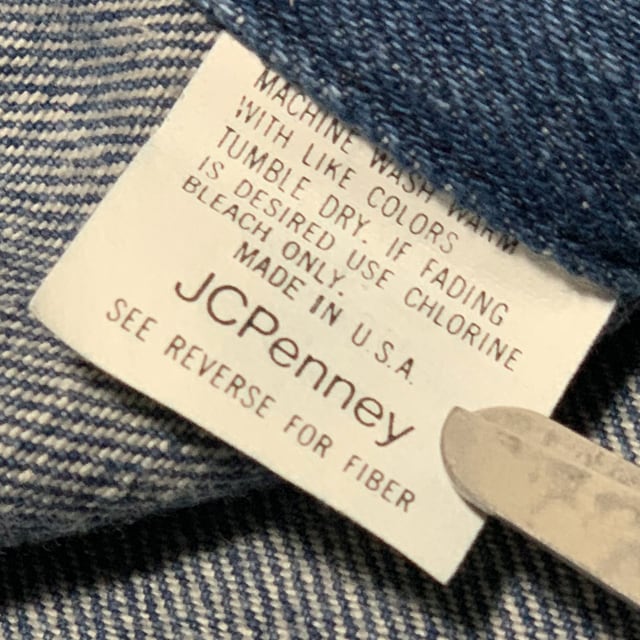 MACHINE WASH WARM
WITH LIKE COLORS
TUMBLE DRY. IF FADING
IS DESIRED USE CHLORINE
BLEACH ONLY.
MADE IN U.S.A.
JCPenney
SEE REVERSE FOR FIBER